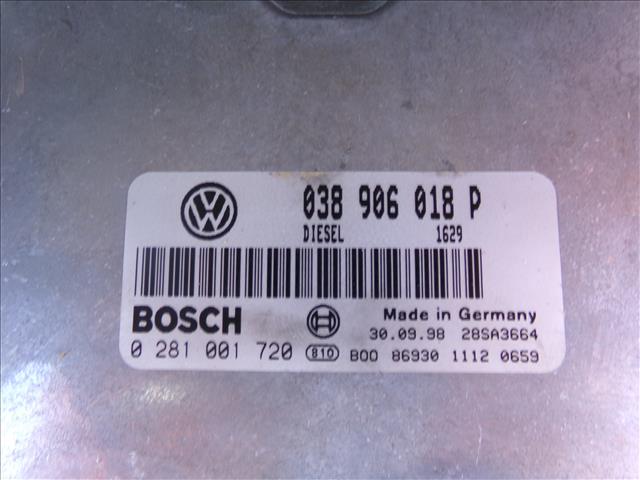 038 906 018 P
DIESEL 1629
BOSCH Made in Germany
30.09.98 28SA3664
0 281 001 720 810 B00 86930 1112 0659